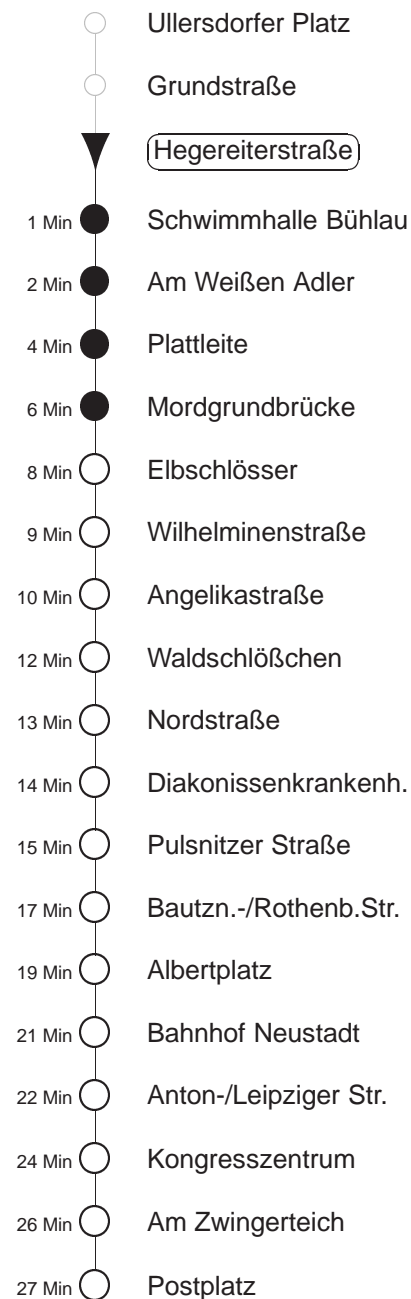 Ullersdorfer Platz
Grundstraße
Hegereiterstraße
1 Min Schwimmhalle Bühlau
2 Min Am Weißen Adler
4 Min Plattleite
6 Min Mordgrundbrücke
8 Min Elbschlösser
9 Min Wilhelminenstraße
10 Min Angelikastraße
12 Min Waldschlößchen
13 Min Nordstraße
14 Min Diakonissenkrankenh.
15 Min Pulsnitzer Straße
17 Min Bautzn.-/Rothenb.Str.
19 Min Albertplatz
21 Min Bahnhof Neustadt
22 Min Anton-/Leipziger Str.
24 Min Kongresszentrum
26 Min Am Zwingerteich
27 Min Postplatz